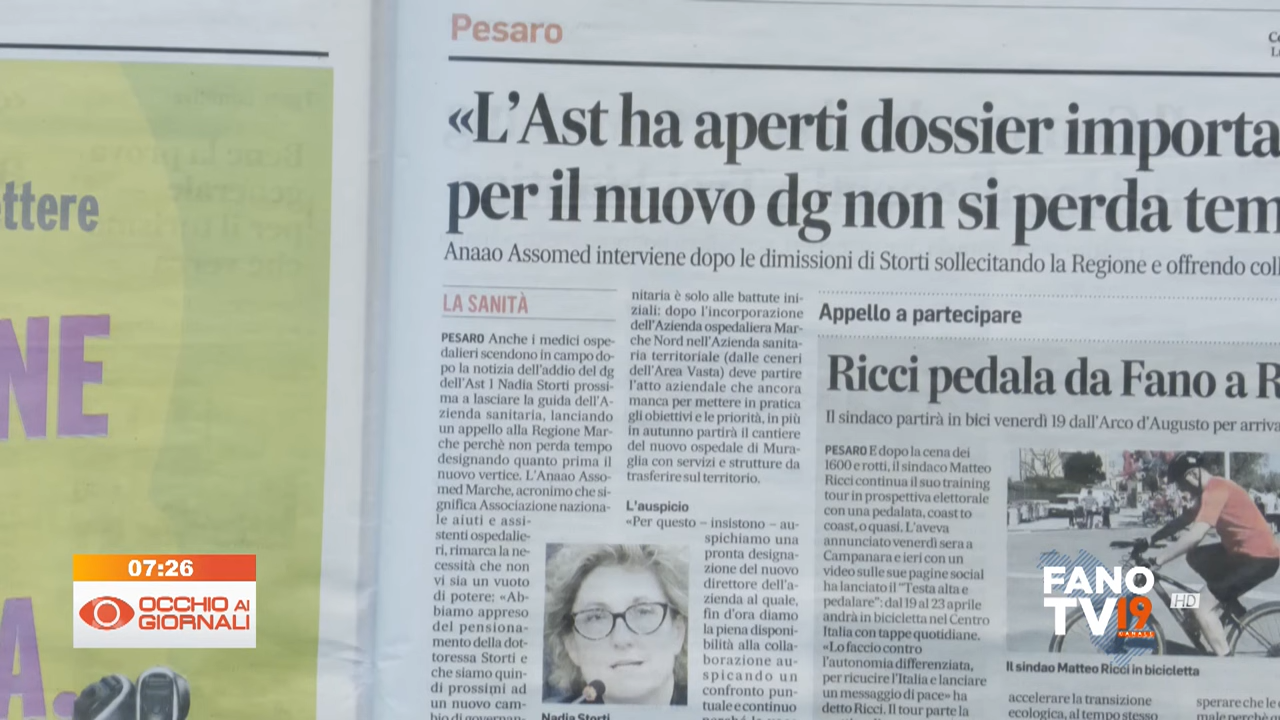 Pesaro
«L'Ast ha aperti dossier importa
per il nuovo dg non si perda tem
Anaao Assomed interviene dopo le dimissioni di Storti sollecitando la Regione e offrendo coll
LA SANITÀ
PESARO Anche i medici ospe-
dalieri scendono in campo do-
po la notizia dell'addio del dg
dell'Ast 1 Nadia Storti prossi-
ma a lasciare la guida dell'A-
zienda sanitaria, lanciando
un appello alla Regione Mar-
che perchè non perda tempo
designando quanto prima il
nuovo vertice. L'Anaao Asso-
med Marche, acronimo che si-
gnifica Associazione naziona-
le aiuti e assi-
stenti ospedalie-
ri, rimarca la ne-
cessità che non
vi sia un vuoto
di potere: «Ab-
biamo appreso
del pensiona-
mento della dot-
toressa Storti e
che siamo quin-
di prossimi ad
un nuovo cam-
bio di governan-
nitaria è solo alle battute ini-
ziali: dopo l'incorporazione
dell'Azienda ospedaliera Mar-
che Nord nell'Azienda sanita-
ria territoriale (dalle ceneri
dell'Area Vasta) deve partire
l'atto aziendale che ancora
manca per mettere in pratica
gli obiettivi e le priorità, in più
in autunno partirà il cantiere
del nuovo ospedale di Mura-
glia con servizi e strutture da
trasferire sul territorio.
L'auspicio
«Per questo – insistono – au-
spichiamo una
pronta designa-
zione del nuovo
direttore dell'a-
zienda al quale,
fin d'ora diamo
la piena disponi-
bilità alla colla-
borazione au-
spicando un
confronto pun-
tuale e continuo
Nadia Storti
Appello a partecipare
Ricci pedala da Fano a R
Il sindaco partirà in bici venerdì 19 dall'Arco d'Augusto per arriva
PESARO E dopo la cena dei
1600 e rotti, il sindaco Matteo
Ricci continua il suo training
tour in prospettiva elettorale
con una pedalata, coast to
coast, o quasi. L'aveva
annunciato venerdì sera a
Campanara e ieri con un
video sulle sue pagine social
ha lanciato il "Testa alta e
pedalare": dal 19 al 23 aprile
andrà in bicicletta nel Centro
Italia con tappe quotidiane.
«Lo faccio contro
l'autonomia differenziata,
per ricucire l'Italia e lanciare
un messaggio di pace» ha
detto Ricci. Il tour parte la
Il sindao Matteo Ricci in bicicletta
accelerare la transizione
ecologica, al tempo stesso
sperare che le
ttere
NE
A.
07:26
OCCHIO AI
GIORNALI
FANO
TV19
CANALE
HD